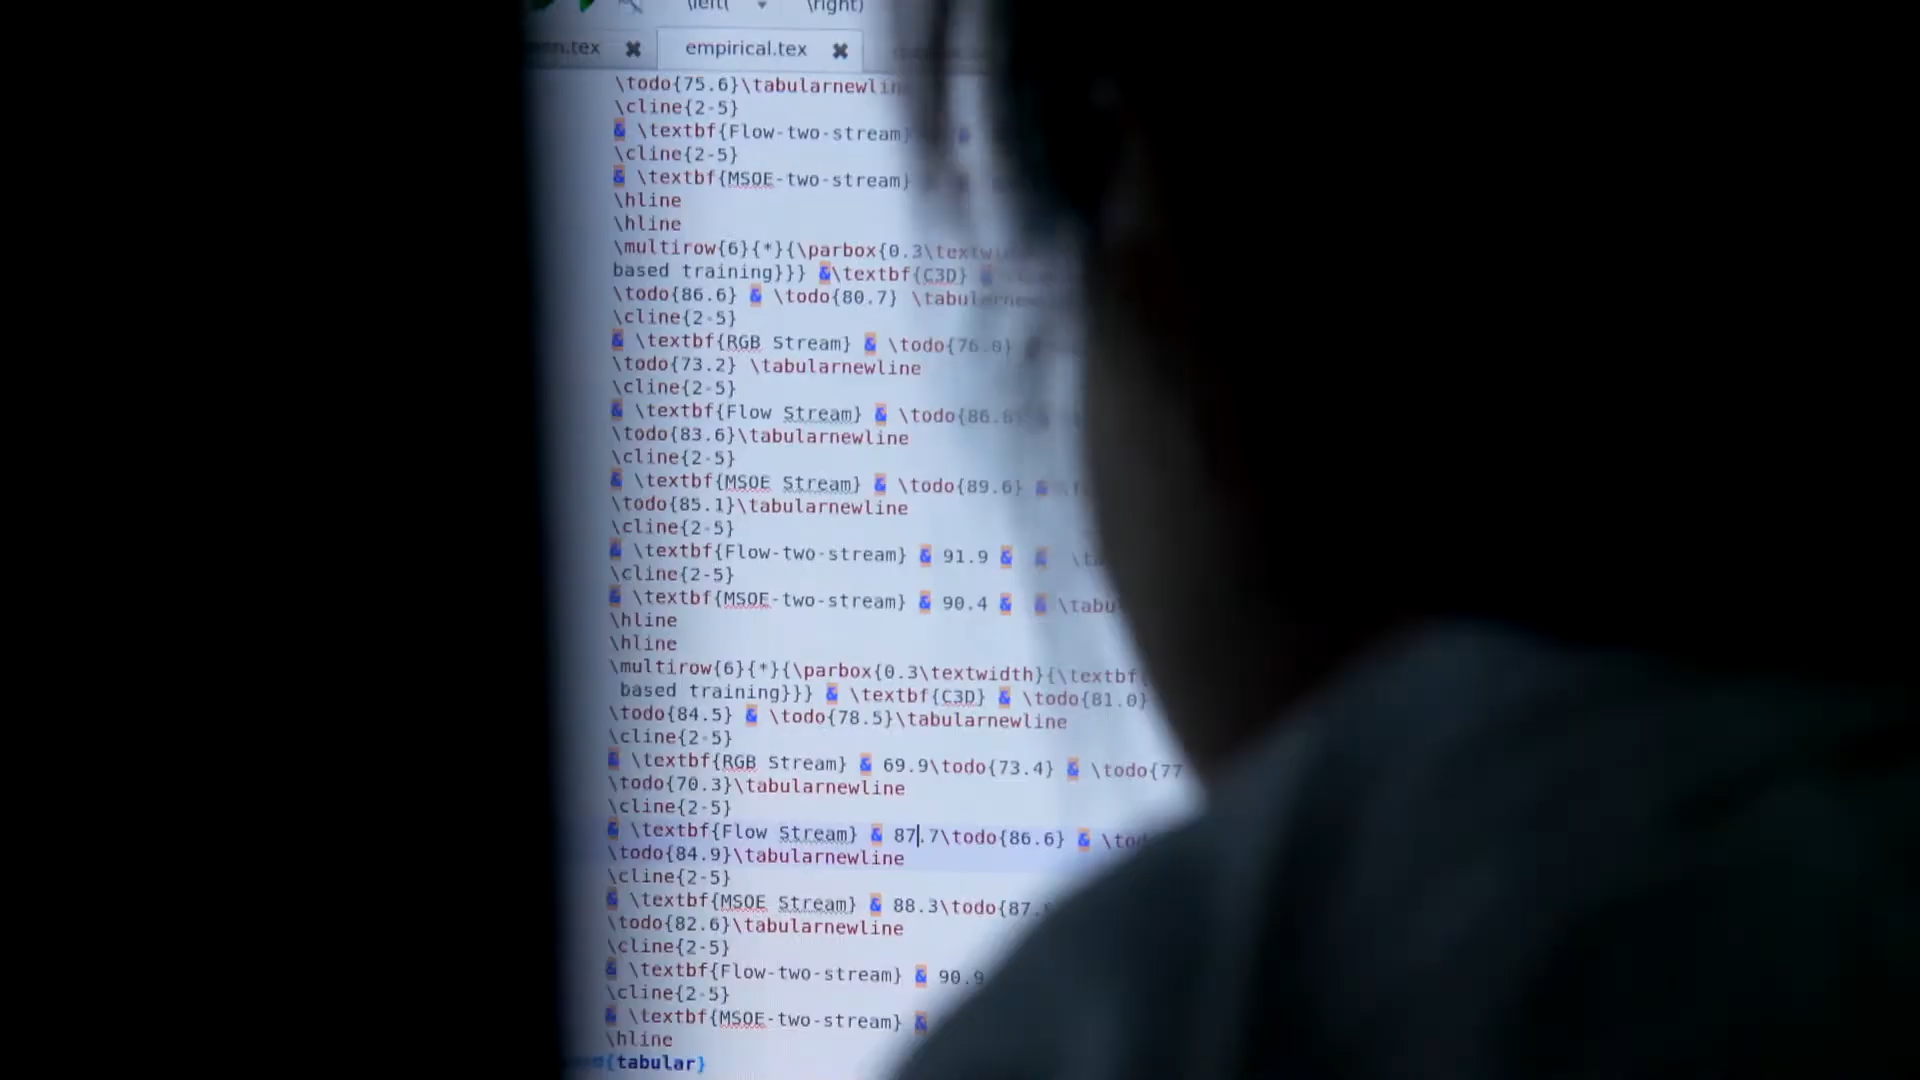 \left( \right)
.tex ✖ empirical.tex ✖
\todo{75.6}\tabularnewlin
\cline{2-5}
& \textbf{Flow-two-stream} &
\cline{2-5}
& \textbf{MSOE-two-stream}
\hline
\hline
\multirow{6}{*}{\parbox{0.3\textw
based training}}} &\textbf{C3D} &
\todo{86.6} & \todo{80.7} \tabularnew
\cline{2-5}
& \textbf{RGB Stream} & \todo{76.0}
\todo{73.2} \tabularnewline
\cline{2-5}
& \textbf{Flow Stream} & \todo{86.
\todo{83.6}\tabularnewline
\cline{2-5}
& \textbf{MSOE Stream} & \todo{89.6} &
\todo{85.1}\tabularnewline
\cline{2-5}
& \textbf{Flow-two-stream} & 91.9 & & \t
\cline{2-5}
& \textbf{MSOE-two-stream} & 90.4 & & \tabu
\hline
\hline
\multirow{6}{*}{\parbox{0.3\textwidth}{\textbf{
based training}}} & \textbf{C3D} & \todo{81.0}
\todo{84.5} & \todo{78.5}\tabularnewline
\cline{2-5}
& \textbf{RGB Stream} & 69.9\todo{73.4} & \todo{77
\todo{70.3}\tabularnewline
\cline{2-5}
& \textbf{Flow Stream} & 87.7\todo{86.6} & \tod
\todo{84.9}\tabularnewline
\cline{2-5}
& \textbf{MSOE Stream} & 88.3\todo{87.
\todo{82.6}\tabularnewline
\cline{2-5}
& \textbf{Flow-two-stream} & 90.9
\cline{2-5}
& \textbf{MSOE-two-stream} &
\hline
{tabular}